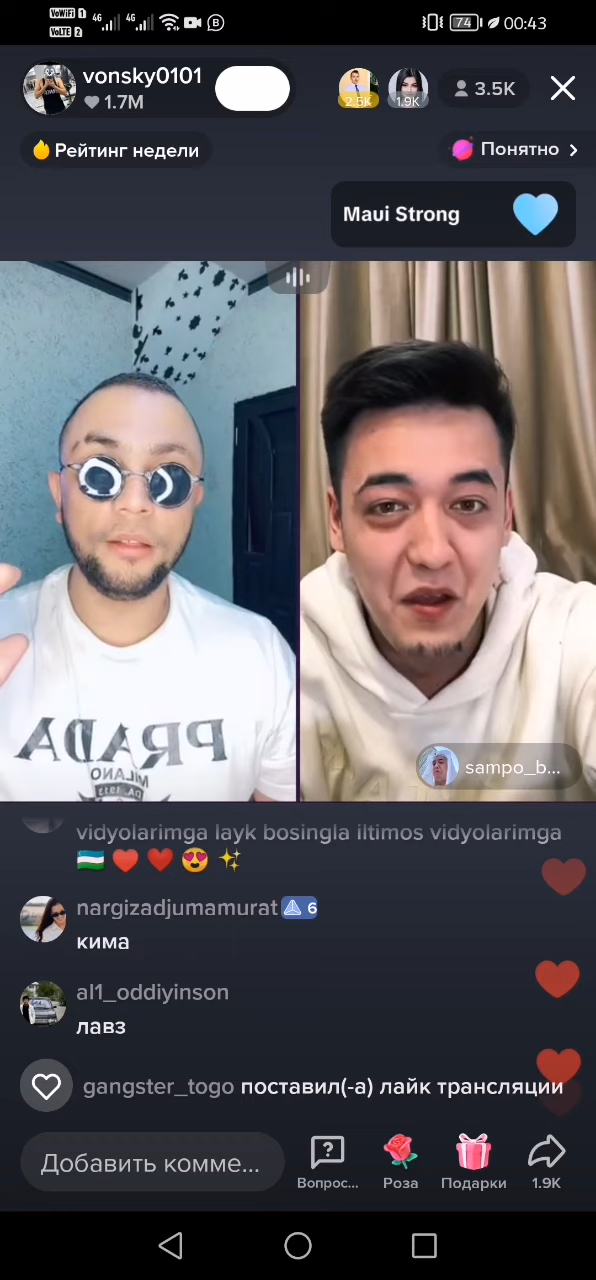 VoWiFi 1
VoLTE 2
4G
4G
B
74
00:43
vonsky0101
1.7M
2.5K
1.9K
3.5K
Рейтинг недели
Понятно
Maui Strong
PRADA
MILANO
sampo_b...
vidyolarimga layk bosingla iltimos vidyolarimga
nargizadjumamurat 6
кима
al1_oddiyinson
лавз
gangster_togo поставил(-а) лайк трансляции
Добавить комме...
Вопрос...
Роза
Подарки
1.9K